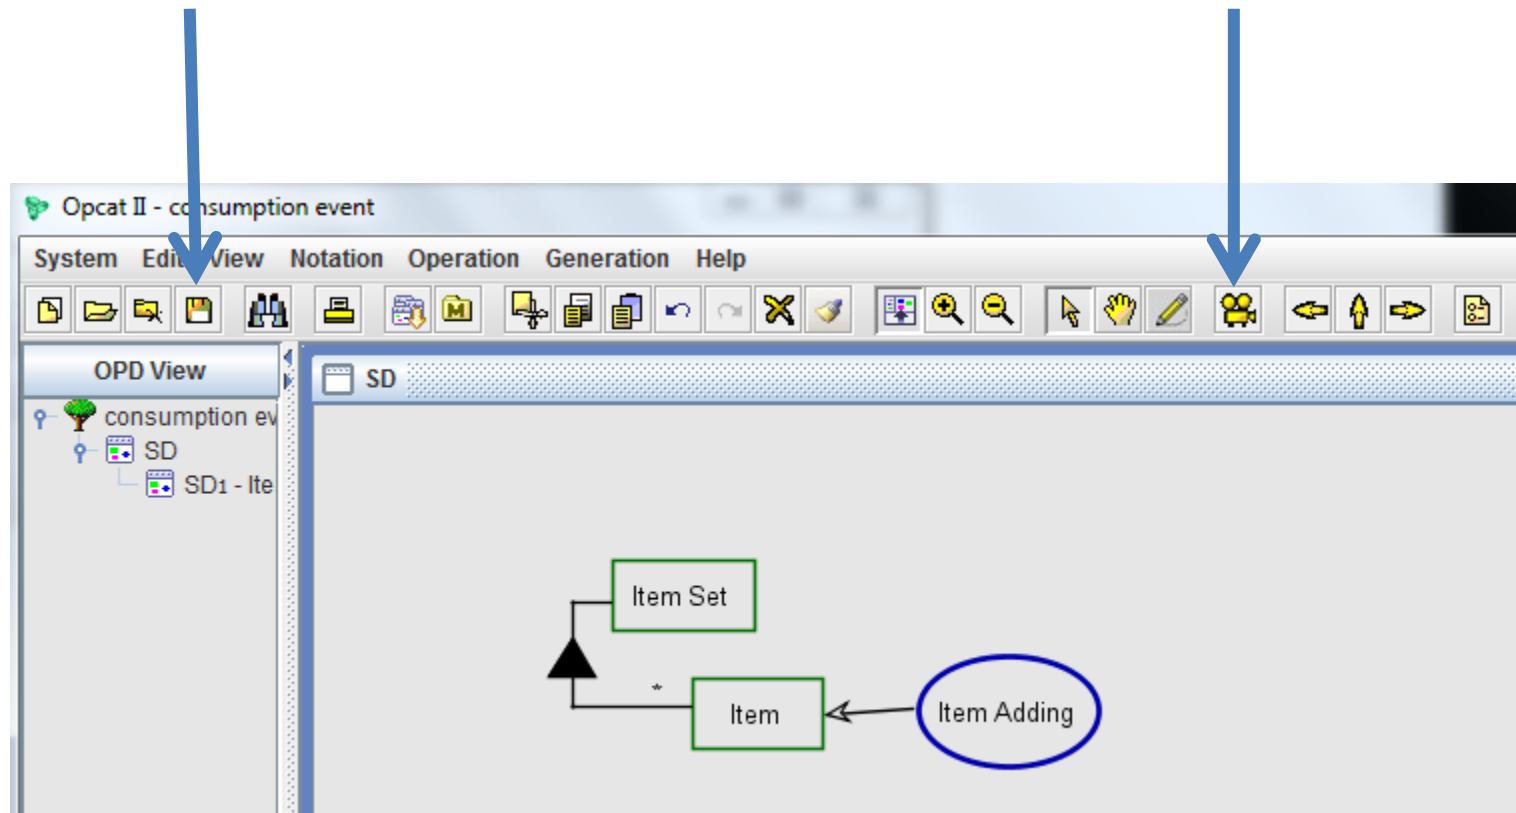 Opcat II - consumption event
System Edit View Notation Operation Generation Help
M
OPD View
SD
consumption ev
SD
SD1 - Ite
Item Set
*
Item
Item Adding